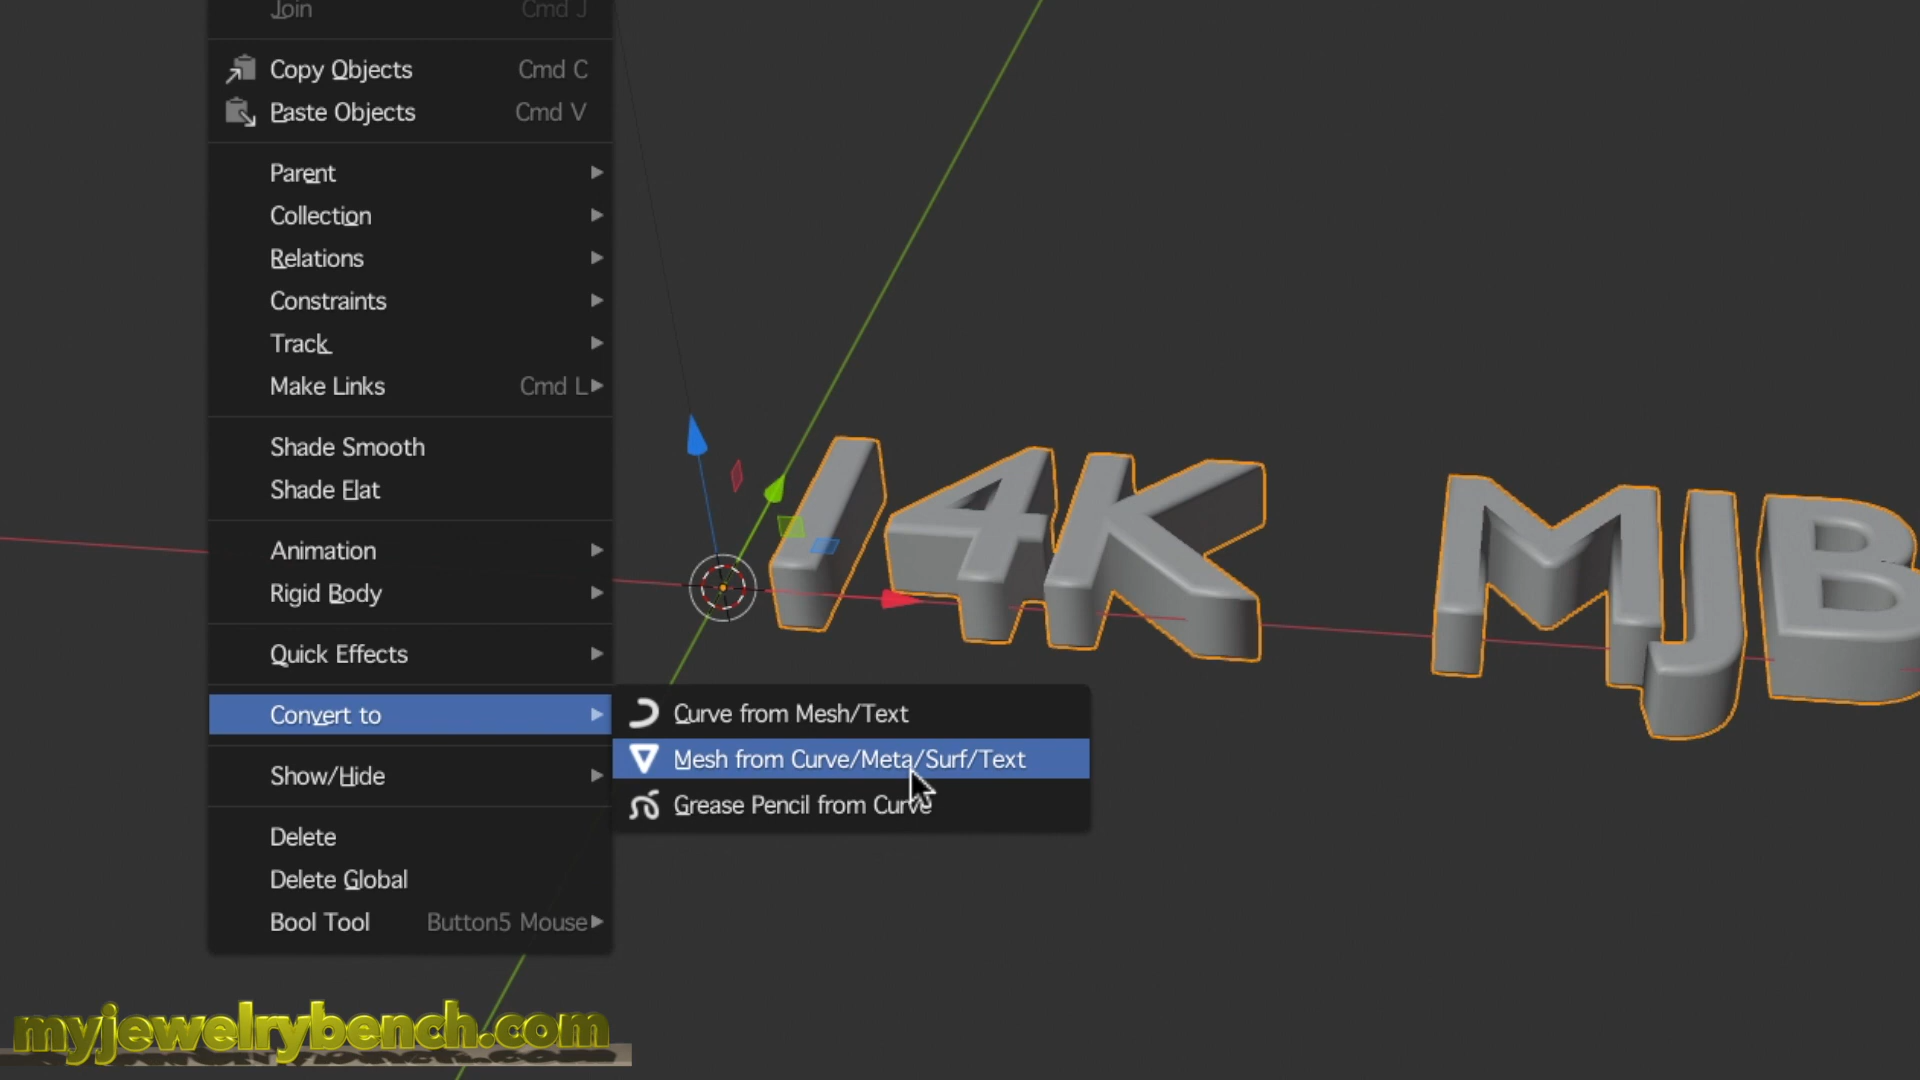 Join Cmd J
Copy Objects Cmd C
Paste Objects Cmd V
Parent
Collection
Relations
Constraints
Track
Make Links Cmd L
Shade Smooth
Shade Flat
Animation
Rigid Body
Quick Effects
Convert to
Curve from Mesh/Text
Mesh from Curve/Meta/Surf/Text
Grease Pencil from Curve
Show/Hide
Delete
Delete Global
Bool Tool Button5 Mouse
14K MJB
myjewelrybench.com